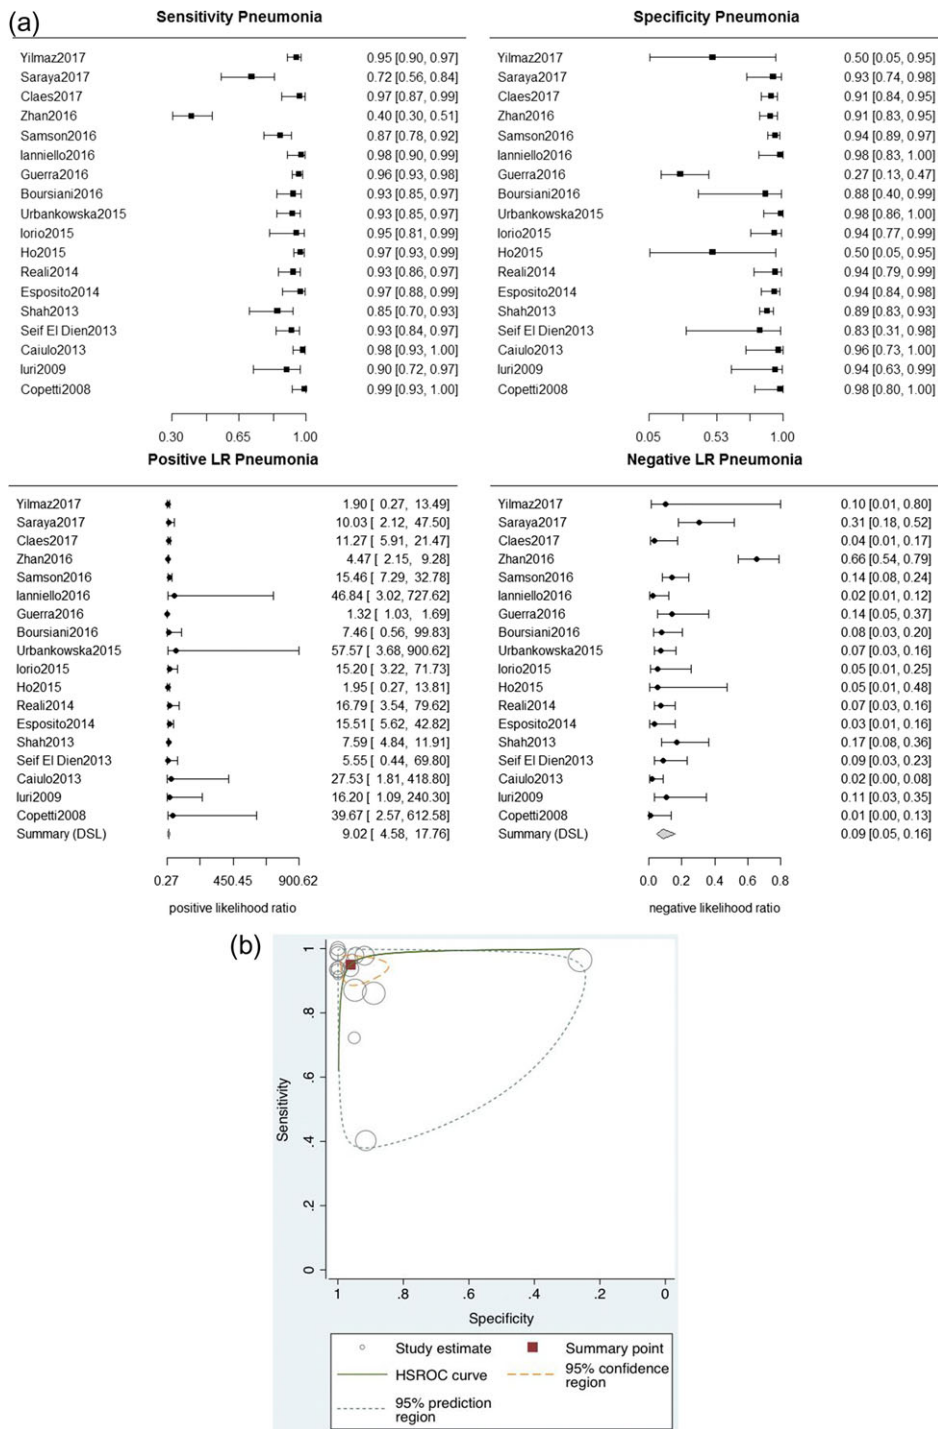 (a)
Sensitivity Pneumonia
Yilmaz2017 0.95 [0.90, 0.97]
Saraya2017 0.72 [0.56, 0.84]
Claes2017 0.97 [0.87, 0.99]
Zhan2016 0.40 [0.30, 0.51]
Samson2016 0.87 [0.78, 0.92]
Ianniello2016 0.98 [0.90, 0.99]
Guerra2016 0.96 [0.93, 0.98]
Boursiani2016 0.93 [0.85, 0.97]
Urbankowska2015 0.93 [0.85, 0.97]
Iorio2015 0.95 [0.81, 0.99]
Ho2015 0.97 [0.93, 0.99]
Reali2014 0.93 [0.86, 0.97]
Esposito2014 0.97 [0.88, 0.99]
Shah2013 0.85 [0.70, 0.93]
Seif El Dien2013 0.93 [0.84, 0.97]
Caiulo2013 0.98 [0.93, 1.00]
Iuri2009 0.90 [0.72, 0.97]
Copetti2008 0.99 [0.93, 1.00]
0.30 0.65 1.00
Specificity Pneumonia
Yilmaz2017 0.50 [0.05, 0.95]
Saraya2017 0.93 [0.74, 0.98]
Claes2017 0.91 [0.84, 0.95]
Zhan2016 0.91 [0.83, 0.95]
Samson2016 0.94 [0.89, 0.97]
Ianniello2016 0.98 [0.83, 1.00]
Guerra2016 0.27 [0.13, 0.47]
Boursiani2016 0.88 [0.40, 0.99]
Urbankowska2015 0.98 [0.86, 1.00]
Iorio2015 0.94 [0.77, 0.99]
Ho2015 0.50 [0.05, 0.95]
Reali2014 0.94 [0.79, 0.99]
Esposito2014 0.94 [0.84, 0.98]
Shah2013 0.89 [0.83, 0.93]
Seif El Dien2013 0.83 [0.31, 0.98]
Caiulo2013 0.96 [0.73, 1.00]
Iuri2009 0.94 [0.63, 0.99]
Copetti2008 0.98 [0.80, 1.00]
0.05 0.53 1.00
Positive LR Pneumonia
Yilmaz2017 1.90 [ 0.27, 13.49]
Saraya2017 10.03 [ 2.12, 47.50]
Claes2017 11.27 [ 5.91, 21.47]
Zhan2016 4.47 [ 2.15, 9.28]
Samson2016 15.46 [ 7.29, 32.78]
Ianniello2016 46.84 [ 3.02, 727.62]
Guerra2016 1.32 [ 1.03, 1.69]
Boursiani2016 7.46 [ 0.56, 99.83]
Urbankowska2015 57.57 [ 3.68, 900.62]
Iorio2015 15.20 [ 3.22, 71.73]
Ho2015 1.95 [ 0.27, 13.81]
Reali2014 16.79 [ 3.54, 79.62]
Esposito2014 15.51 [ 5.62, 42.82]
Shah2013 7.59 [ 4.84, 11.91]
Seif El Dien2013 5.55 [ 0.44, 69.80]
Caiulo2013 27.53 [ 1.81, 418.80]
Iuri2009 16.20 [ 1.09, 240.30]
Copetti2008 39.67 [ 2.57, 612.58]
Summary (DSL) 9.02 [ 4.58, 17.76]
0.27 450.45 900.62
positive likelihood ratio
Negative LR Pneumonia
Yilmaz2017 0.10 [0.01, 0.80]
Saraya2017 0.31 [0.18, 0.52]
Claes2017 0.04 [0.01, 0.17]
Zhan2016 0.66 [0.54, 0.79]
Samson2016 0.14 [0.08, 0.24]
Ianniello2016 0.02 [0.01, 0.12]
Guerra2016 0.14 [0.05, 0.37]
Boursiani2016 0.08 [0.03, 0.20]
Urbankowska2015 0.07 [0.03, 0.16]
Iorio2015 0.05 [0.01, 0.25]
Ho2015 0.05 [0.01, 0.48]
Reali2014 0.07 [0.03, 0.16]
Esposito2014 0.03 [0.01, 0.16]
Shah2013 0.17 [0.08, 0.36]
Seif El Dien2013 0.09 [0.03, 0.23]
Caiulo2013 0.02 [0.00, 0.08]
Iuri2009 0.11 [0.03, 0.35]
Copetti2008 0.01 [0.00, 0.13]
Summary (DSL) 0.09 [0.05, 0.16]
0.0 0.2 0.4 0.6 0.8
negative likelihood ratio
(b)
Sensitivity
1
.8
.6
.4
.2
0
1 .8 .6 .4 .2 0
Specificity
Study estimate
Summary point
HSROC curve
95% confidence
region
95% prediction
region